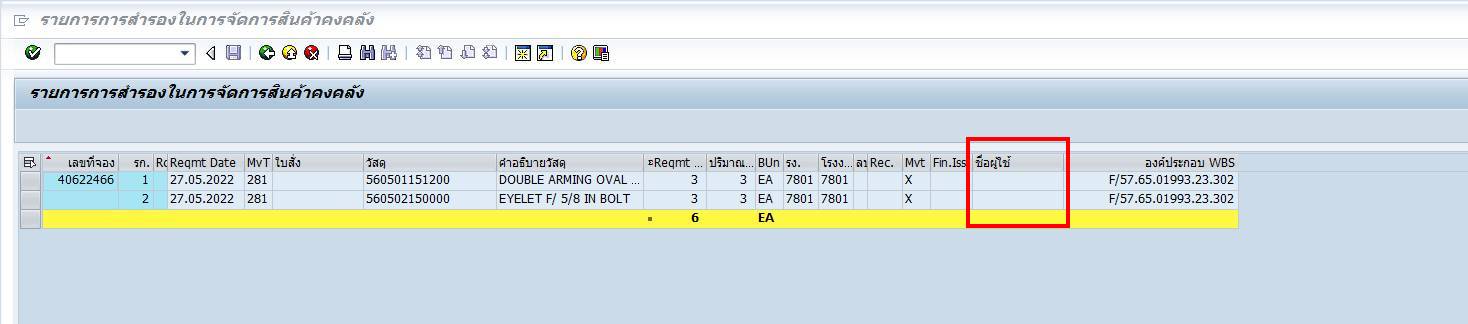 รายการการสำรองในการจัดการสินค้าคงคลัง
รายการการสำรองในการจัดการสินค้าคงคลัง
เลขที่จอง รก. Rc Reqmt Date MvT ใบสั่ง วัสดุ คำอธิบายวัสดุ ΣReqmt ... ปริมาณ... BUn รง. โรงง... ลบ Rec. Mvt Fin.Iss ชื่อผู้ใช้ องค์ประกอบ WBS
40622466 1 27.05.2022 281 560501151200 DOUBLE ARMING OVAL ... 3 3 EA 7801 7801 X F/57.65.01993.23.302
2 27.05.2022 281 560502150000 EYELET F/ 5/8 IN BOLT 3 3 EA 7801 7801 X F/57.65.01993.23.302
6 EA